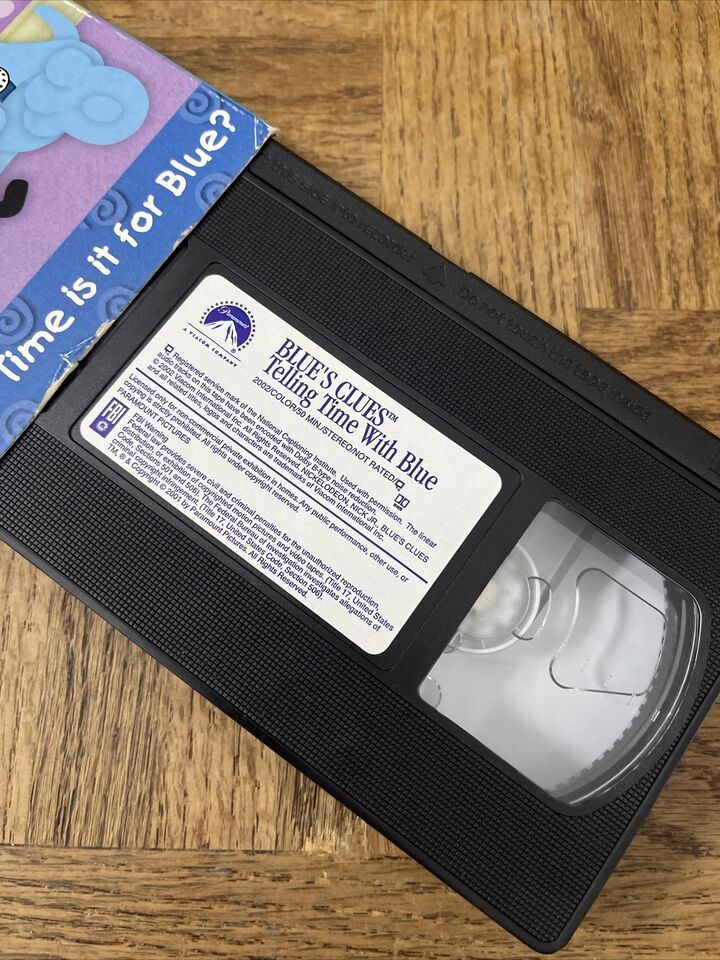 Time is it for Blue?
this side into recorder
Do not touch the tape inside
Paramount
A VIACOM COMPANY
BLUE'S CLUES™
Telling Time With Blue
2002/COLOR/50 MIN./STEREO/NOT RATED
Registered service mark of the National Captioning Institute. Used with permission. The linear
audio tracks on this tape have been encoded with Dolby B-type noise reduction.
© 2002 Viacom International Inc. All Rights Reserved. NICKELODEON, NICK JR., BLUE'S CLUES
and all related titles, logos and characters are trademarks of Viacom International Inc.
Licensed only for non-commercial private exhibition in homes. Any public performance, other use, or
copying is strictly prohibited. All rights under copyright reserved.
PARAMOUNT PICTURES
FBI
FBI Warning
Federal law provides severe civil and criminal penalties for the unauthorized reproduction,
distribution, or exhibition of copyrighted motion pictures and video tapes, (Title 17, United States
Code, Sections 501 and 506). The Federal Bureau of Investigation investigates allegations of
criminal copyright infringement, (Title 17, United States Code, Section 506).
TM, ® & Copyright © 2001 by Paramount Pictures. All Rights Reserved.